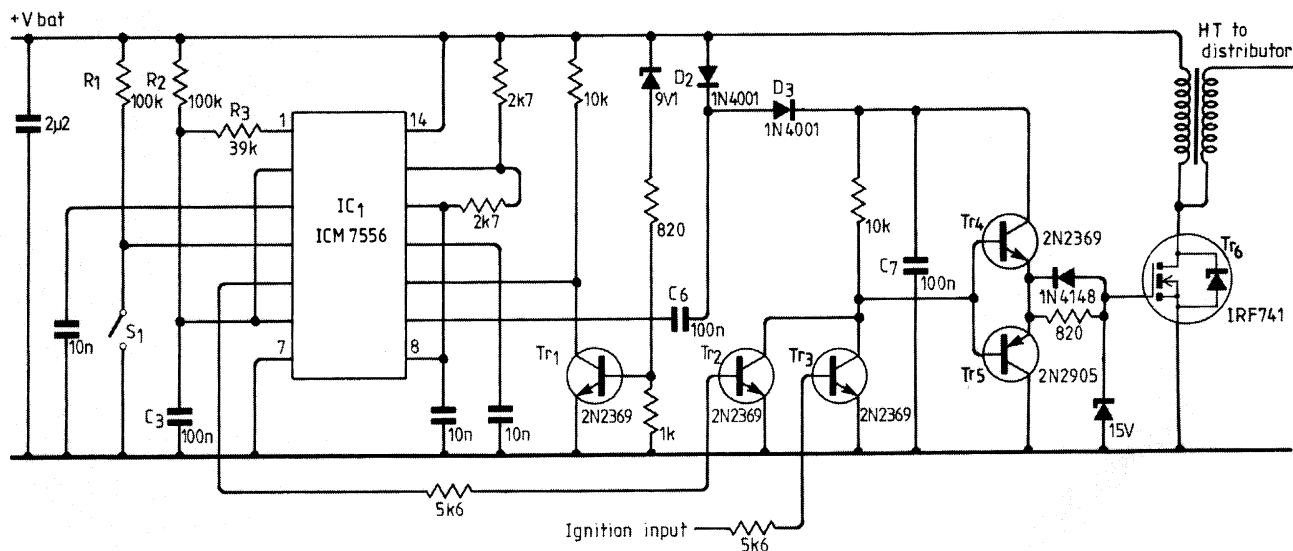 +V bat
HT to
distributor
R1
100k
R2
100k
R3
39k
2µ2
1
14
IC1
ICM 7556
7
8
2k7
2k7
10k
9V1
D2
1N4001
D3
1N4001
820
10k
C6
100n
C7
100n
Tr4
2N2369
1N4148
820
Tr5
2N2905
15V
Tr6
IRF741
10n
S1
C3
100n
10n
10n
Tr1
2N2369
1k
Tr2
2N2369
Tr3
2N2369
5k6
Ignition input
5k6